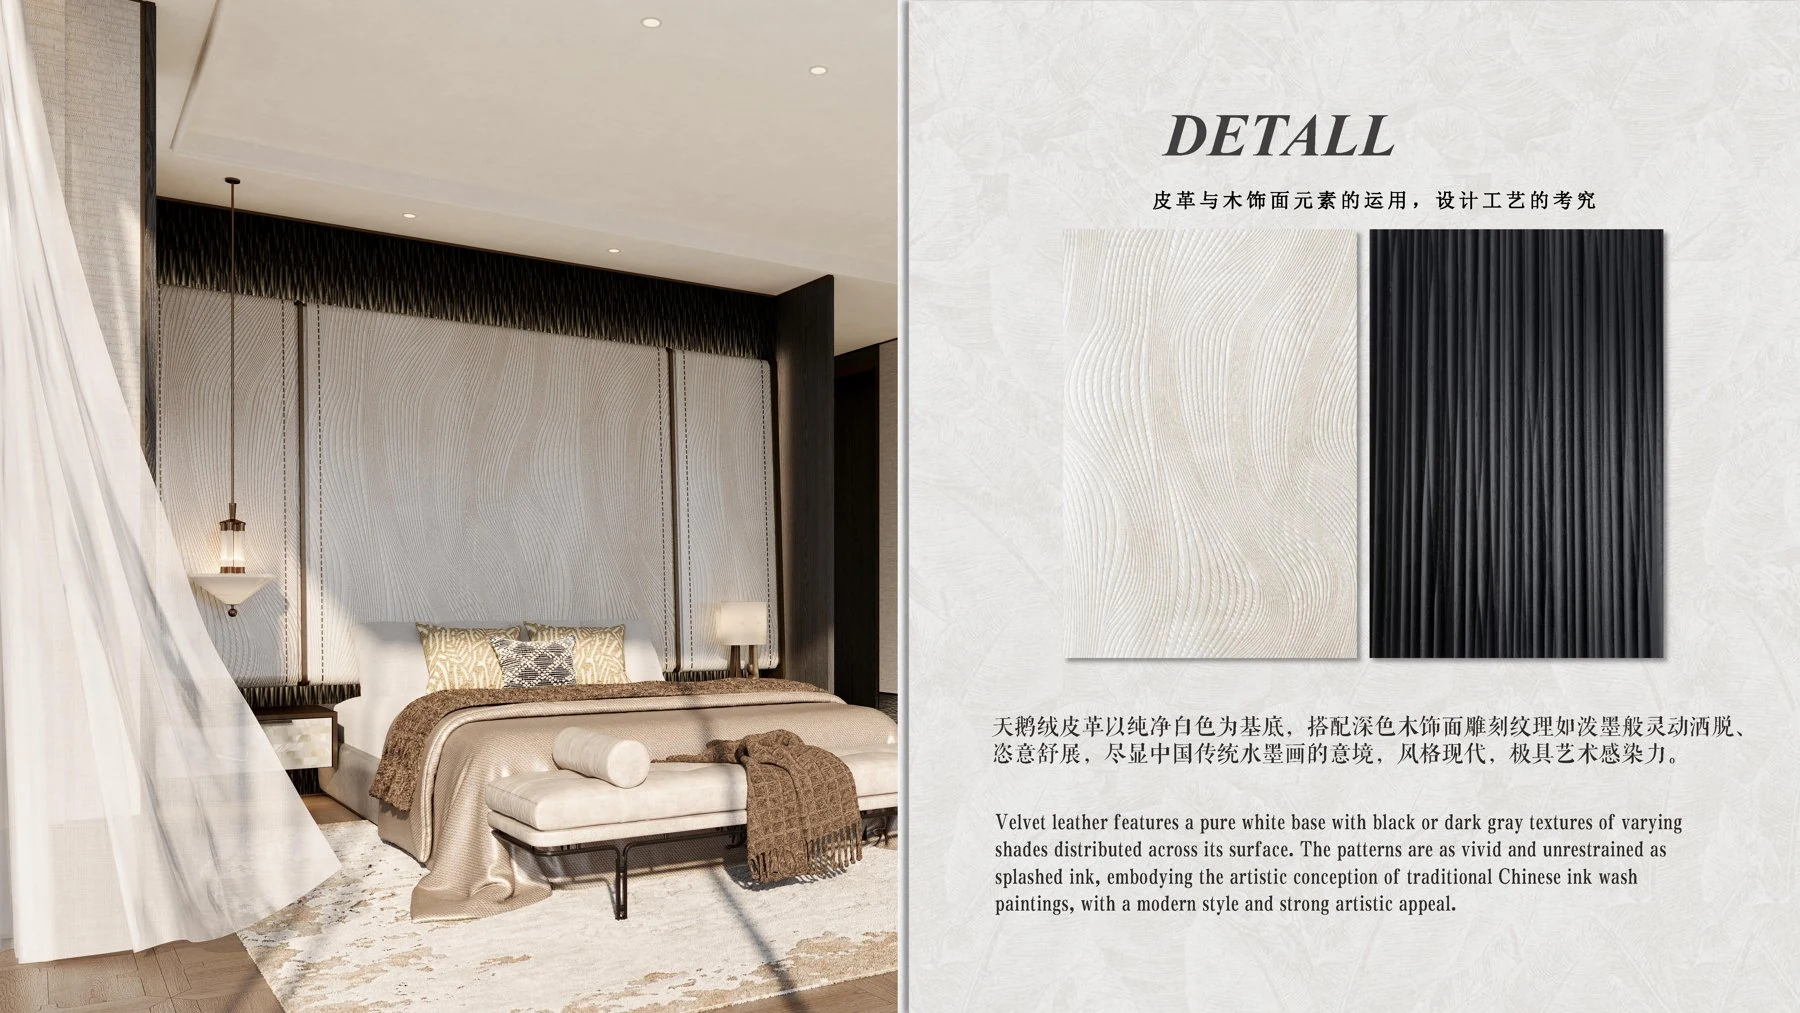 DETALL
皮革与木饰面元素的运用，设计工艺的考究
天鹅绒皮革以纯净白色为基底，搭配深色木饰面雕刻纹理如泼墨般灵动洒脱、
恣意舒展，尽显中国传统水墨画的意境，风格现代，极具艺术感染力。
Velvet leather features a pure white base with black or dark gray textures of varying
shades distributed across its surface. The patterns are as vivid and unrestrained as
splashed ink, embodying the artistic conception of traditional Chinese ink wash
paintings, with a modern style and strong artistic appeal.